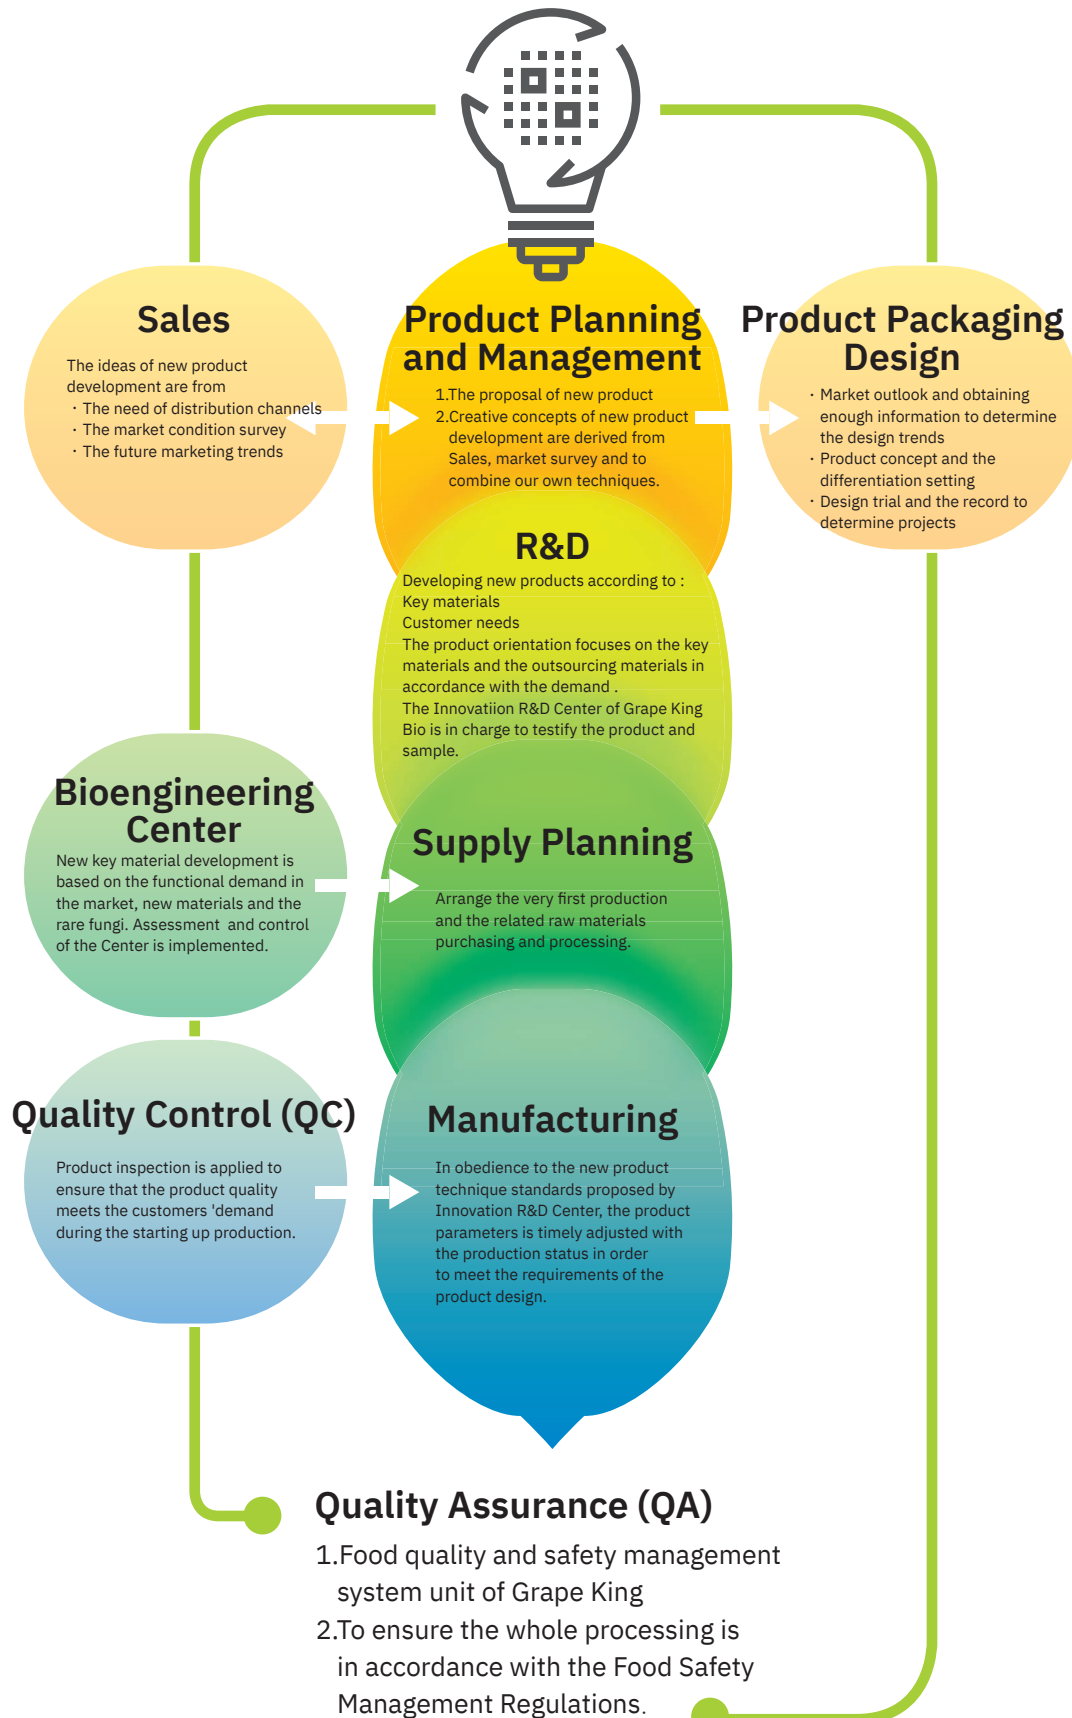 Sales
The ideas of new product
development are from
・The need of distribution channels
・The market condition survey
・The future marketing trends
Product Planning
and Management
1.The proposal of new product
2.Creative concepts of new product
development are derived from
Sales, market survey and to
combine our own techniques.
Product Packaging
Design
・Market outlook and obtaining
enough information to determine
the design trends
・Product concept and the
differentiation setting
・Design trial and the record to
determine projects
R&D
Developing new products according to :
Key materials
Customer needs
The product orientation focuses on the key
materials and the outsourcing materials in
accordance with the demand .
The Innovatiion R&D Center of Grape King
Bio is in charge to testify the product and
sample.
Bioengineering
Center
New key material development is
based on the functional demand in
the market, new materials and the
rare fungi. Assessment  and control
of the Center is implemented.
Supply Planning
Arrange the very first production
and the related raw materials
purchasing and processing.
Quality Control (QC)
Product inspection is applied to
ensure that the product quality
meets the customers 'demand
during the starting up production.
Manufacturing
In obedience to the new product
technique standards proposed by
Innovation R&D Center, the product
parameters is timely adjusted with
the production status in order
to meet the requirements of the
product design.
Quality Assurance (QA)
1.Food quality and safety management
system unit of Grape King
2.To ensure the whole processing is
in accordance with the Food Safety
Management Regulations.